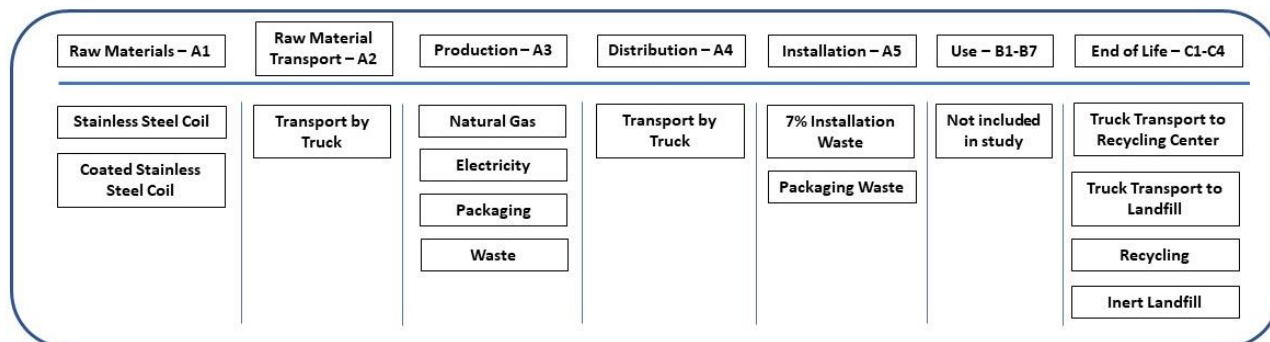 Raw Materials – A1
Raw Material
Transport – A2
Production – A3
Distribution – A4
Installation – A5
Use – B1-B7
End of Life – C1-C4
Stainless Steel Coil
Coated Stainless
Steel Coil
Transport by
Truck
Natural Gas
Electricity
Packaging
Waste
Transport by
Truck
7% Installation
Waste
Packaging Waste
Not included
in study
Truck Transport to
Recycling Center
Truck Transport to
Landfill
Recycling
Inert Landfill